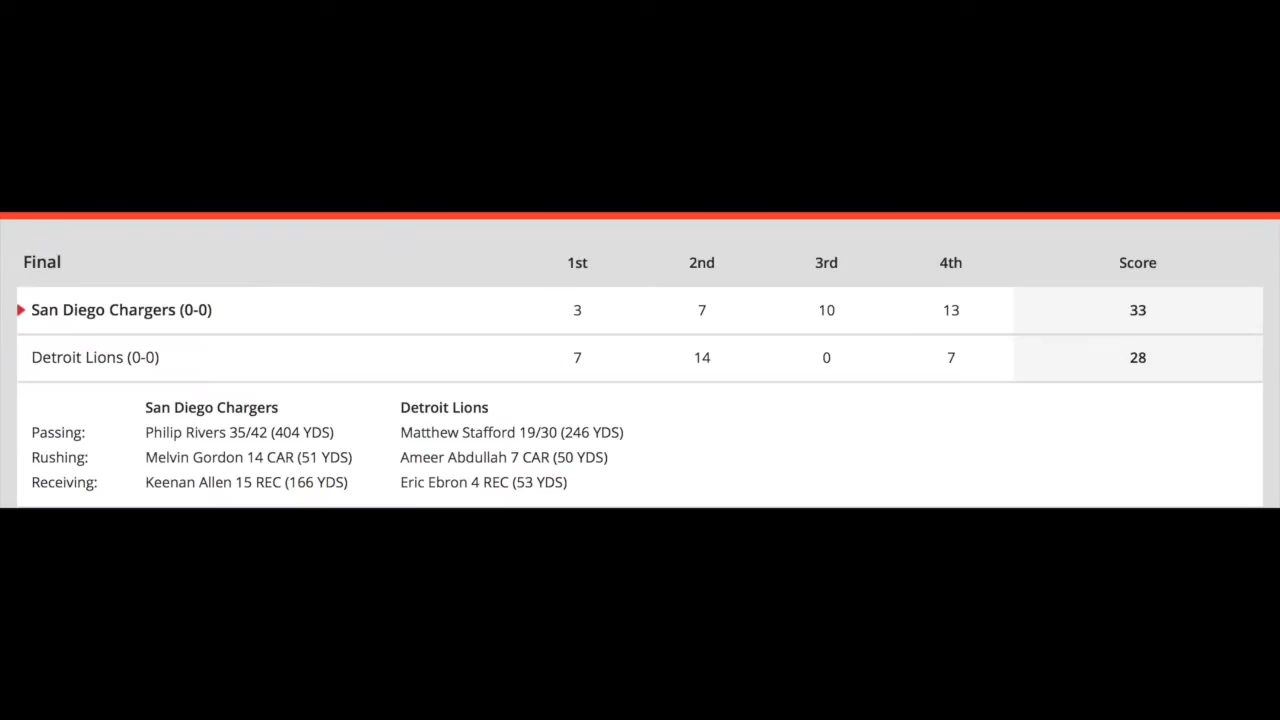 Final 1st 2nd 3rd 4th Score
San Diego Chargers (0-0) 3 7 10 13 33
Detroit Lions (0-0) 7 14 0 7 28
San Diego Chargers Detroit Lions
Passing: Philip Rivers 35/42 (404 YDS) Matthew Stafford 19/30 (246 YDS)
Rushing: Melvin Gordon 14 CAR (51 YDS) Ameer Abdullah 7 CAR (50 YDS)
Receiving: Keenan Allen 15 REC (166 YDS) Eric Ebron 4 REC (53 YDS)